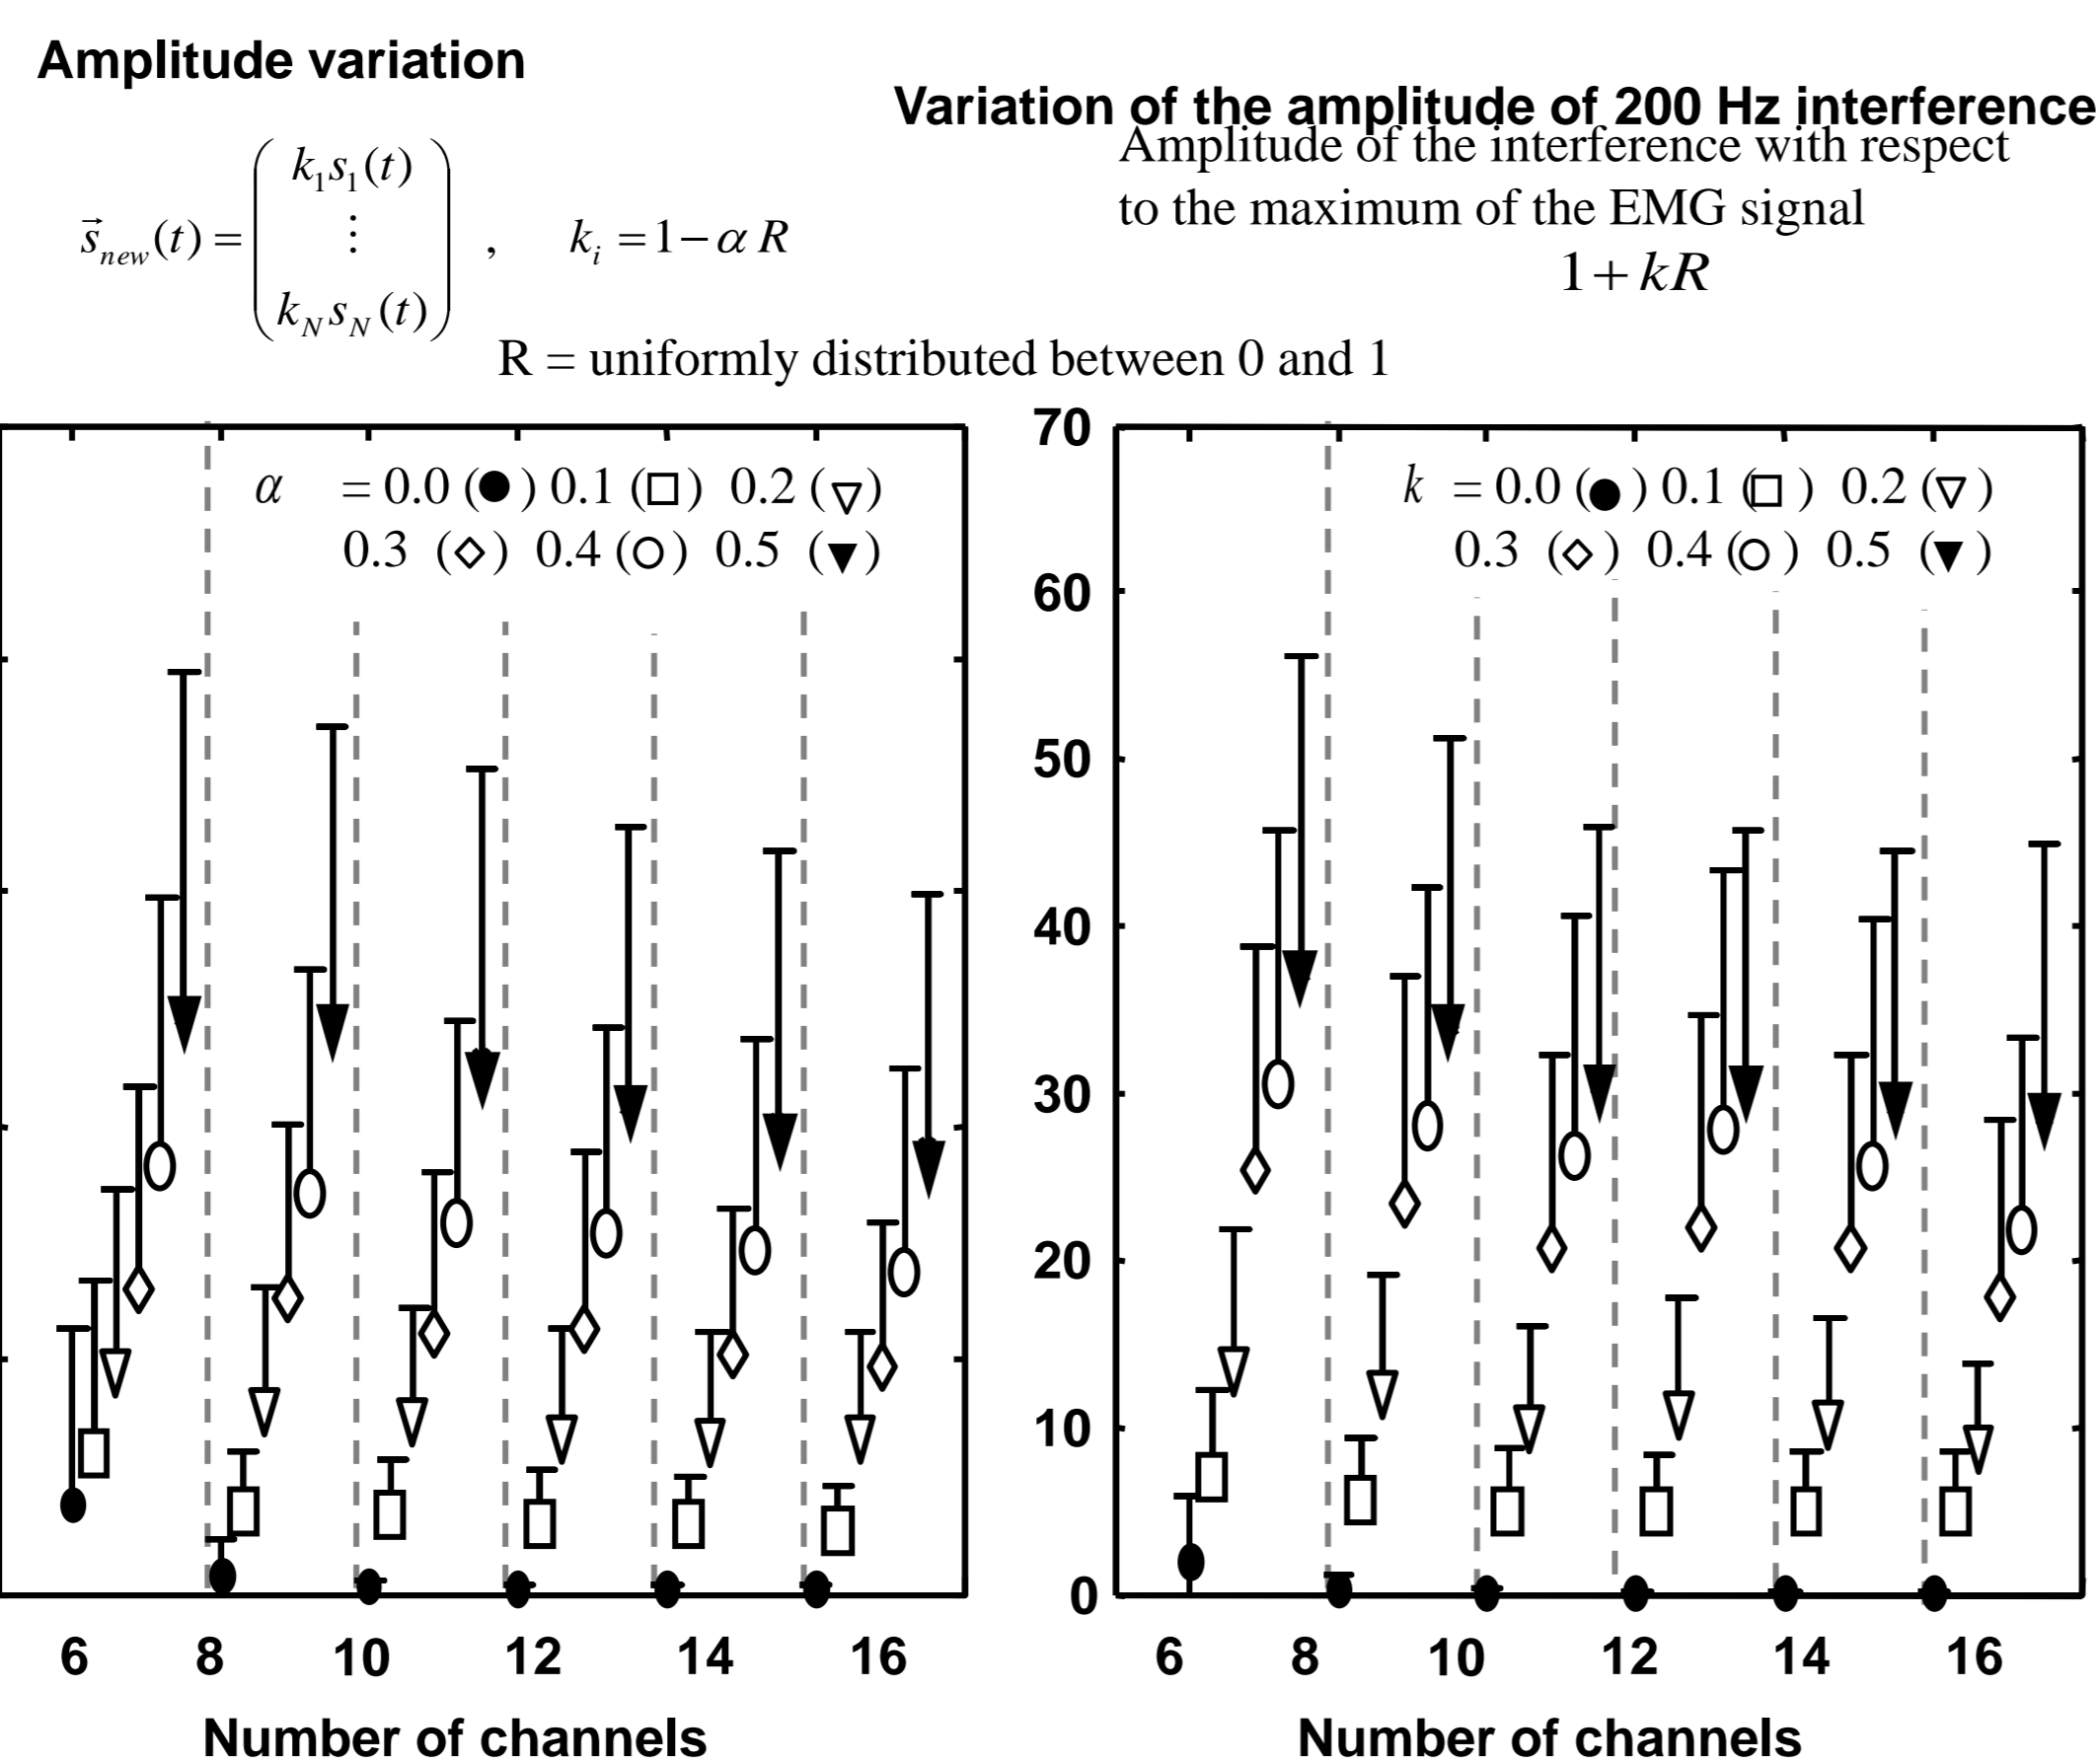 Amplitude variation
Variation of the amplitude of 200 Hz interference
Amplitude of the interference with respect
to the maximum of the EMG signal
1 + kR
s⃗_new(t) = ( k₁s₁(t) ⋮ k_N s_N(t) ) , k_i = 1 − α R
R = uniformly distributed between 0 and 1
α = 0.0 (●) 0.1 (□) 0.2 (▽)
0.3 (◇) 0.4 (○) 0.5 (▼)
6 8 10 12 14 16
Number of channels
k = 0.0 (●) 0.1 (□) 0.2 (▽)
0.3 (◇) 0.4 (○) 0.5 (▼)
70
60
50
40
30
20
10
0
6 8 10 12 14 16
Number of channels